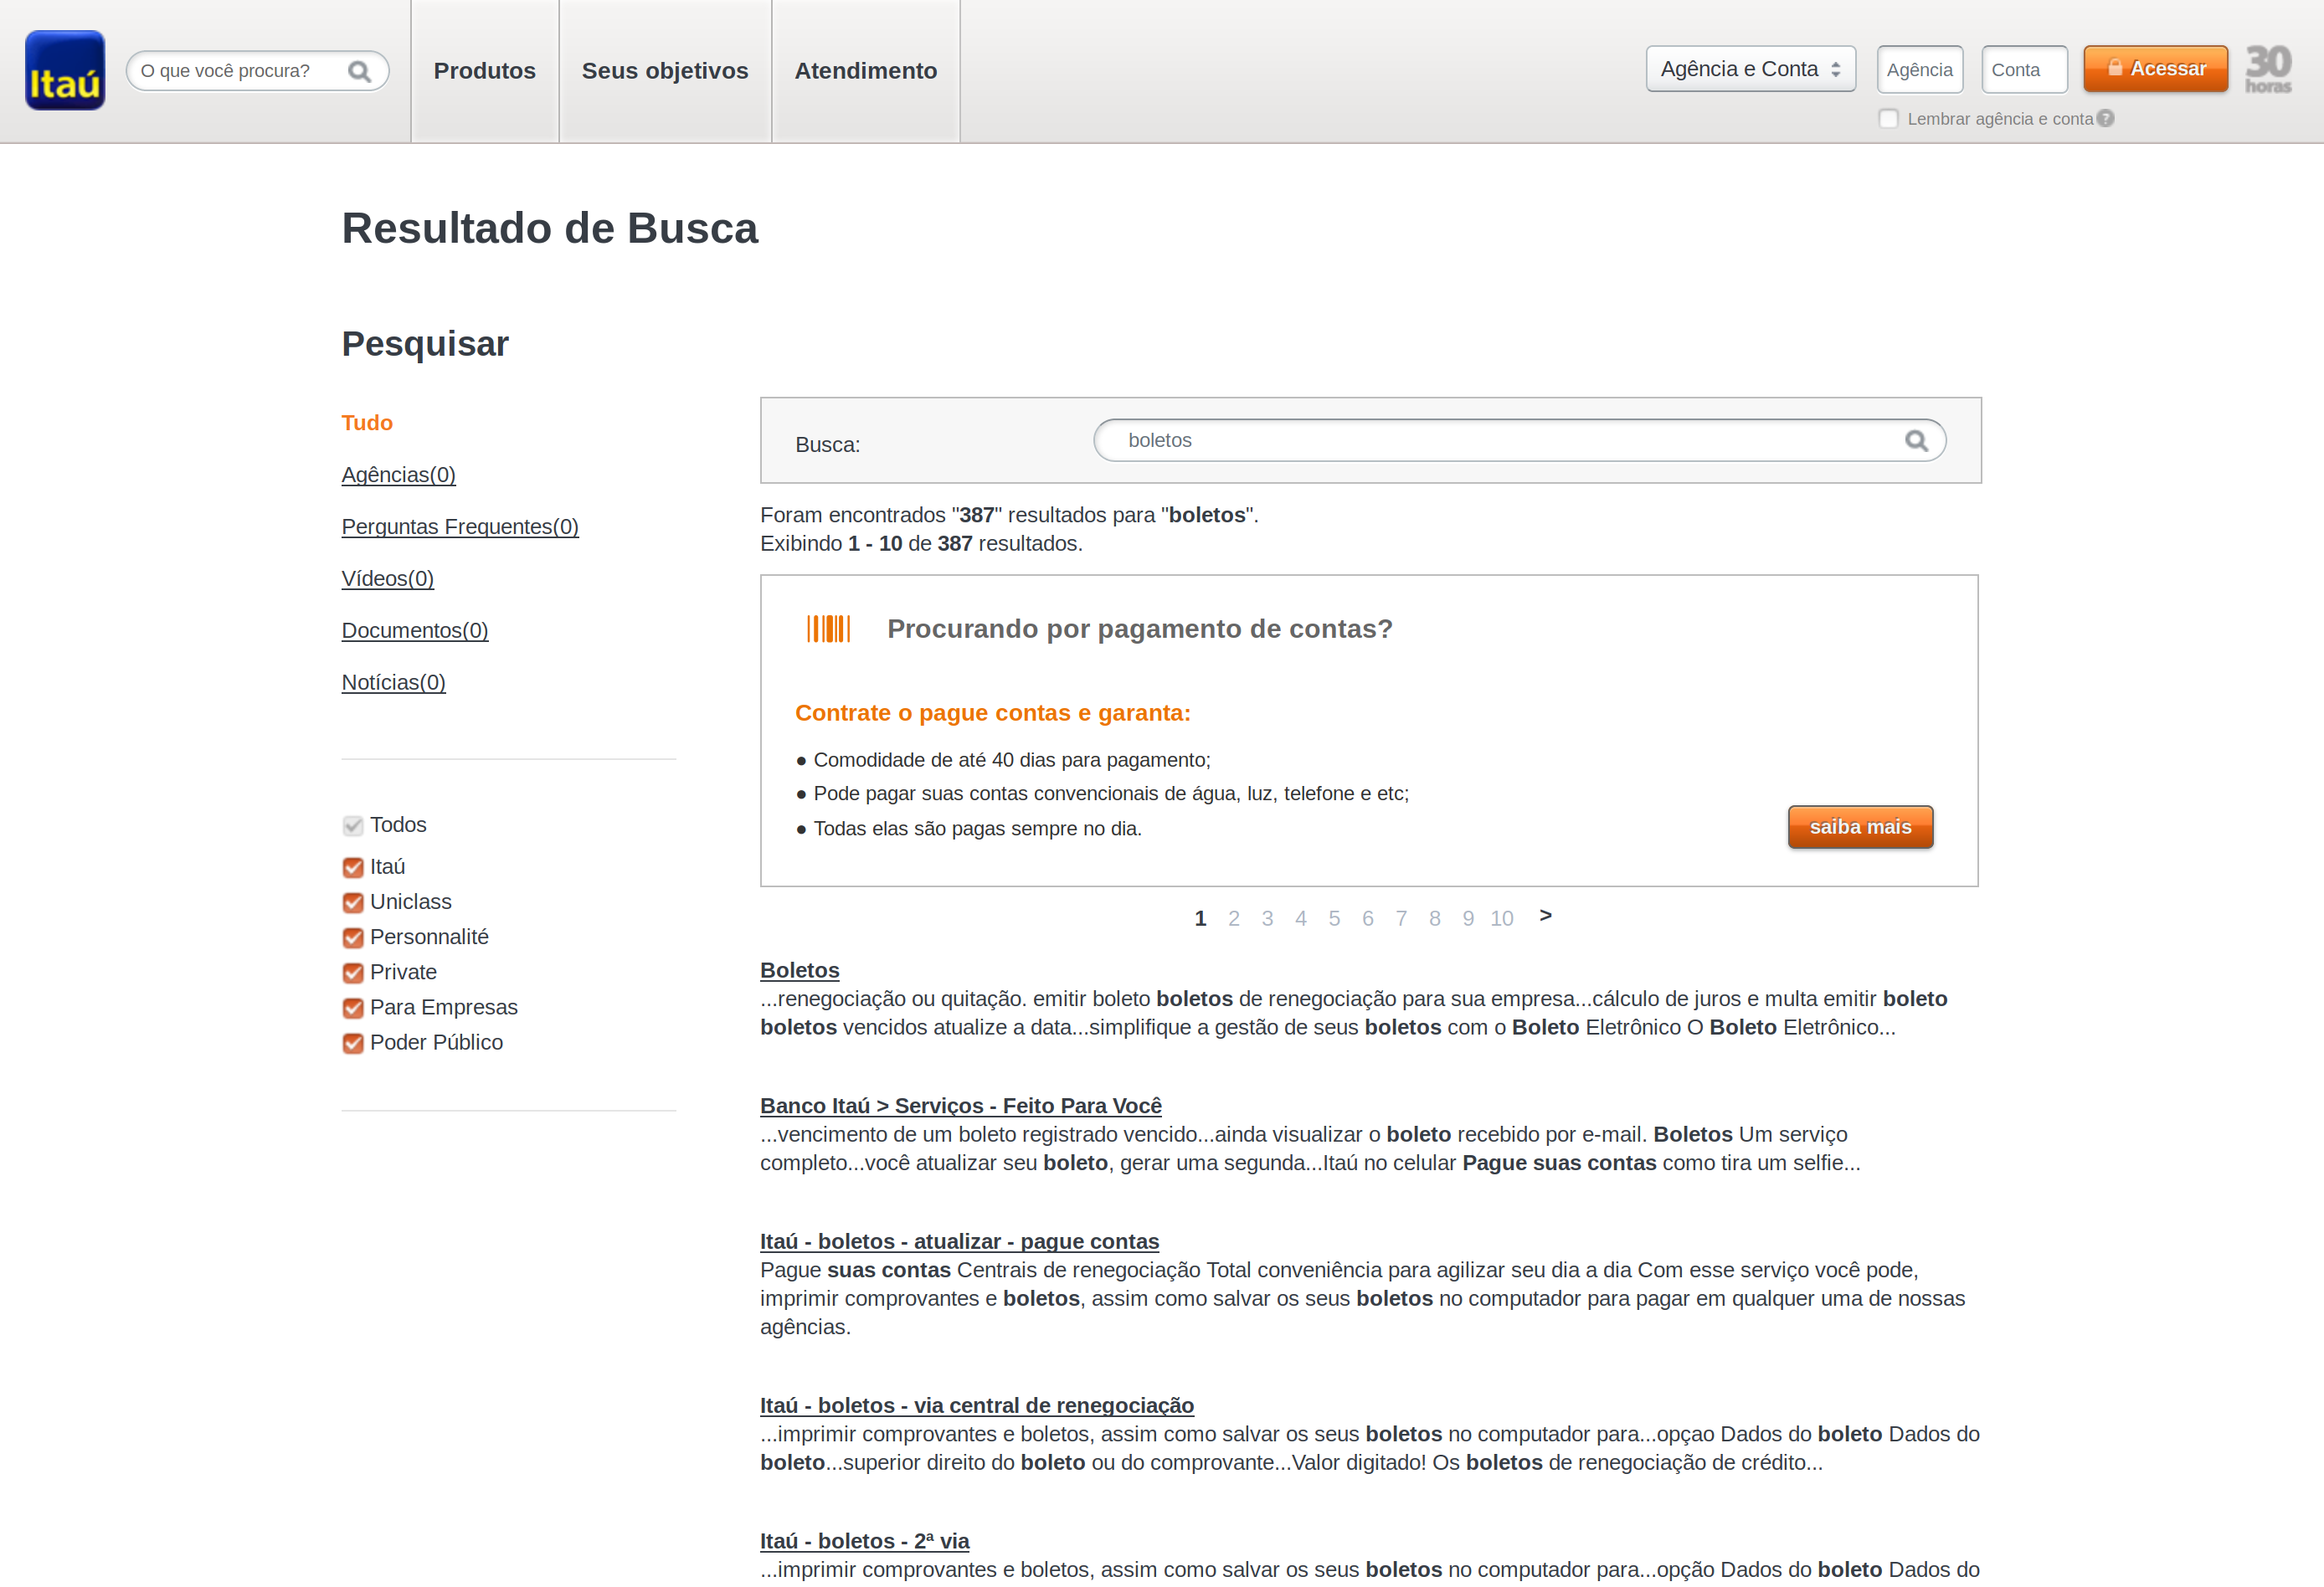 Itaú
O que você procura?
Produtos
Seus objetivos
Atendimento
Agência e Conta
Agência
Conta
Acessar
30
horas
Lembrar agência e conta ?
Resultado de Busca
Pesquisar
Tudo
Agências(0)
Perguntas Frequentes(0)
Vídeos(0)
Documentos(0)
Notícias(0)
Todos
Itaú
Uniclass
Personnalité
Private
Para Empresas
Poder Público
Busca:
boletos
Foram encontrados "387" resultados para "boletos".
Exibindo 1 - 10 de 387 resultados.
Procurando por pagamento de contas?
Contrate o pague contas e garanta:
● Comodidade de até 40 dias para pagamento;
● Pode pagar suas contas convencionais de água, luz, telefone e etc;
● Todas elas são pagas sempre no dia.
saiba mais
1 2 3 4 5 6 7 8 9 10 >
Boletos
...renegociação ou quitação. emitir boleto boletos de renegociação para sua empresa...cálculo de juros e multa emitir boleto
boletos vencidos atualize a data...simplifique a gestão de seus boletos com o Boleto Eletrônico O Boleto Eletrônico...
Banco Itaú > Serviços - Feito Para Você
...vencimento de um boleto registrado vencido...ainda visualizar o boleto recebido por e-mail. Boletos Um serviço
completo...você atualizar seu boleto, gerar uma segunda...Itaú no celular Pague suas contas como tira um selfie...
Itaú - boletos - atualizar - pague contas
Pague suas contas Centrais de renegociação Total conveniência para agilizar seu dia a dia Com esse serviço você pode,
imprimir comprovantes e boletos, assim como salvar os seus boletos no computador para pagar em qualquer uma de nossas
agências.
Itaú - boletos - via central de renegociação
...imprimir comprovantes e boletos, assim como salvar os seus boletos no computador para...opçao Dados do boleto Dados do
boleto...superior direito do boleto ou do comprovante...Valor digitado! Os boletos de renegociação de crédito...
Itaú - boletos - 2ª via
...imprimir comprovantes e boletos, assim como salvar os seus boletos no computador para...opção Dados do boleto Dados do